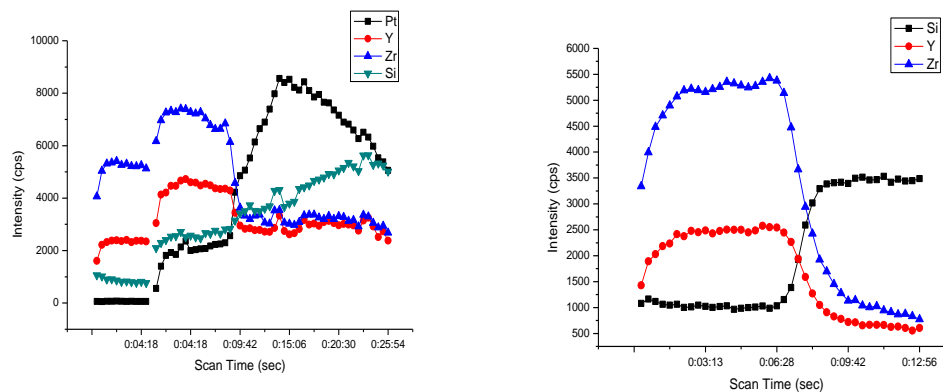 Pt
Y
Zr
Si
10000
8000
6000
4000
2000
0
Intensity (cps)
0:04:18
0:04:18
0:09:42
0:15:06
0:20:30
0:25:54
Scan Time (sec)
Si
Y
Zr
6000
5500
5000
4500
4000
3500
3000
2500
2000
1500
1000
500
Intensity (cps)
0:03:13
0:06:28
0:09:42
0:12:56
Scan Time (sec)